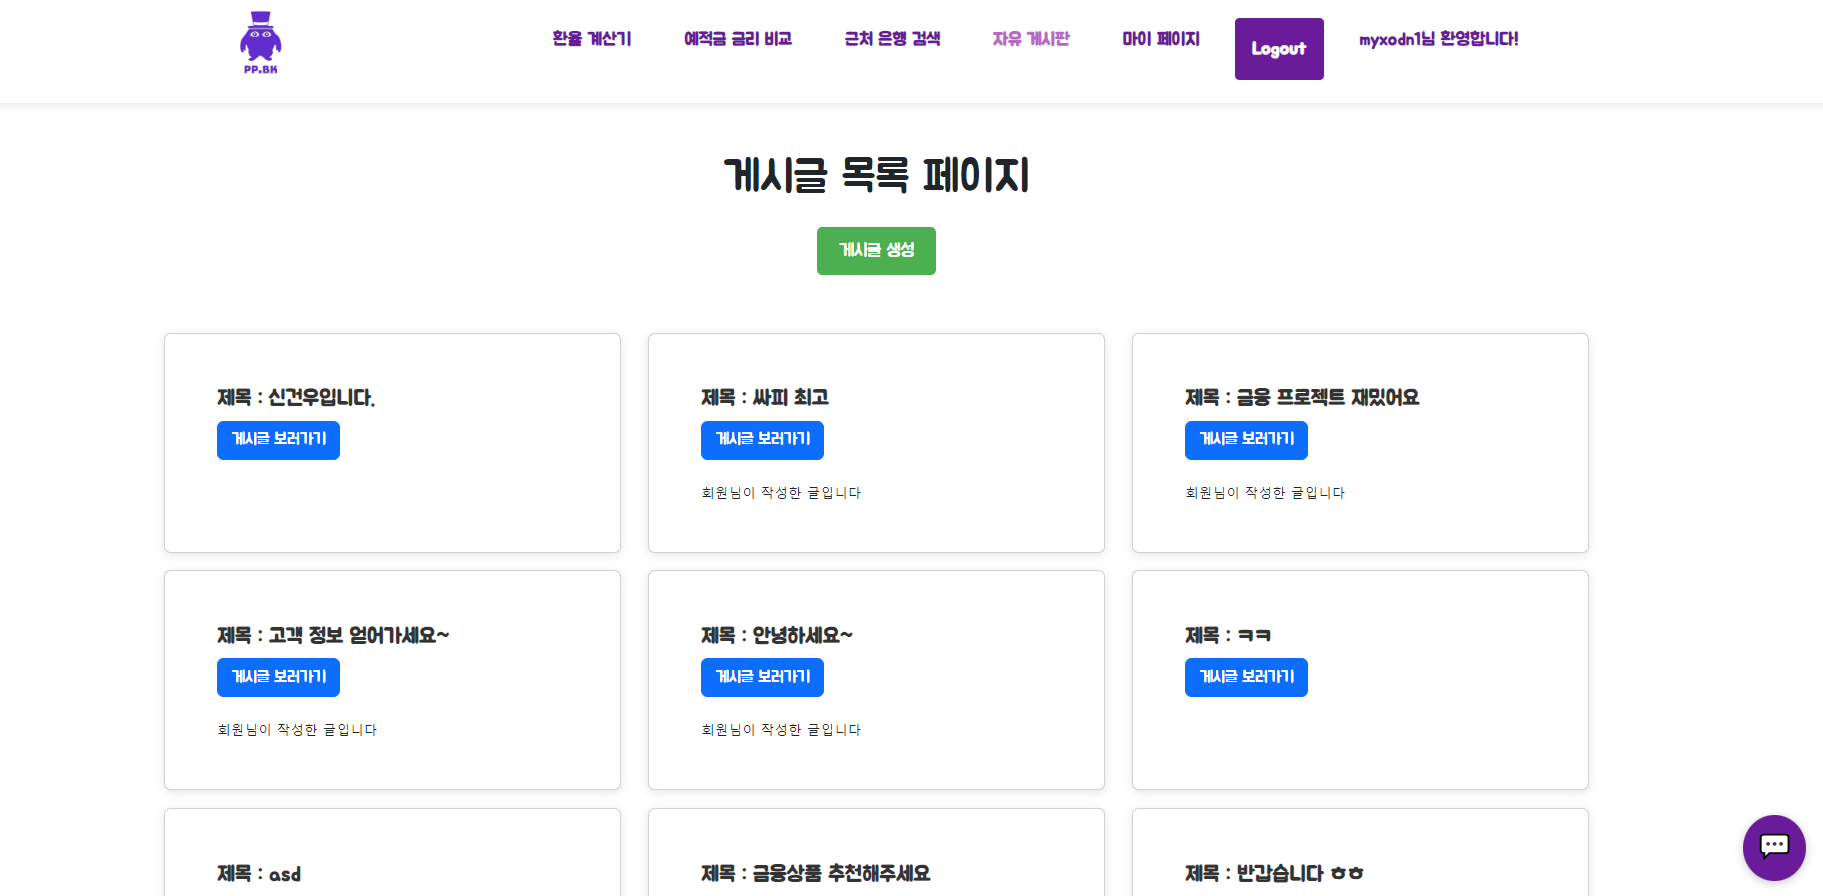 PP.BK
환율 계산기
예적금 금리 비교
근처 은행 검색
자유 게시판
마이 페이지
Logout
myxodn1님 환영합니다!
게시글 목록 페이지
게시글 생성
제목 : 신건우입니다.
게시글 보러가기
제목 : 싸피 최고
게시글 보러가기
회원님이 작성한 글입니다
제목 : 금융 프로젝트 재밌어요
게시글 보러가기
회원님이 작성한 글입니다
제목 : 고객 정보 얻어가세요~
게시글 보러가기
회원님이 작성한 글입니다
제목 : 안녕하세요~
게시글 보러가기
회원님이 작성한 글입니다
제목 : ㅋㅋ
게시글 보러가기
제목 : asd
제목 : 금융상품 추천해주세요
제목 : 반갑습니다 ㅎㅎ